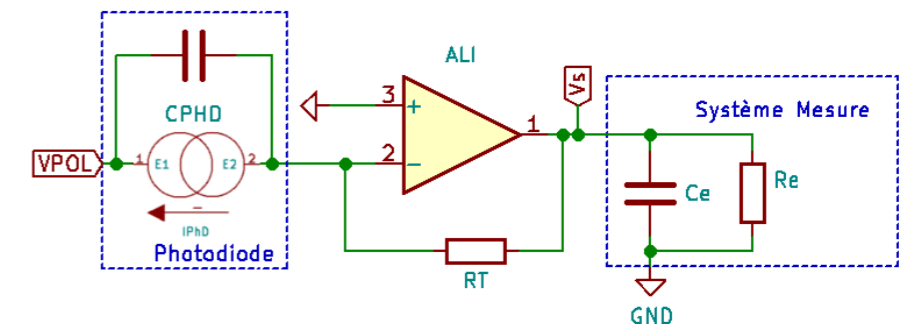 ALI
Vs
CPHD
3
+
1
Système Mesure
VPOL
1
E1
E2
2
2
−
Ce
Re
−
IPhD
Photodiode
RT
GND